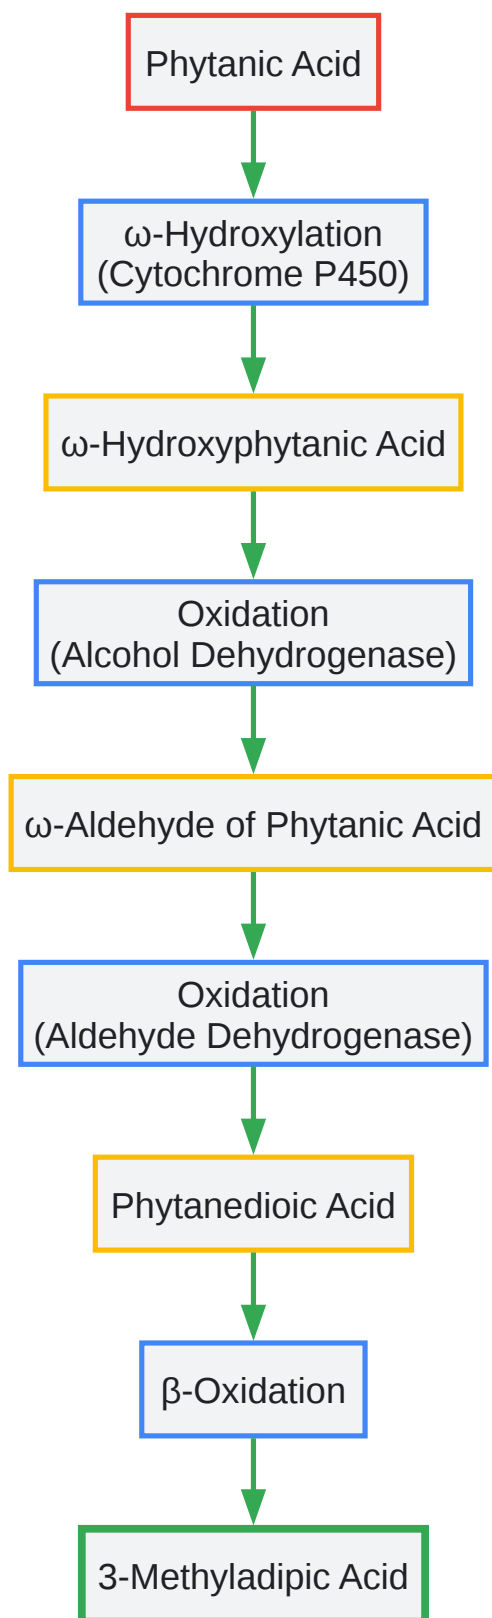 Phytanic Acid
ω-Hydroxylation
(Cytochrome P450)
ω-Hydroxyphytanic Acid
Oxidation
(Alcohol Dehydrogenase)
ω-Aldehyde of Phytanic Acid
Oxidation
(Aldehyde Dehydrogenase)
Phytanedioic Acid
β-Oxidation
3-Methyladipic Acid